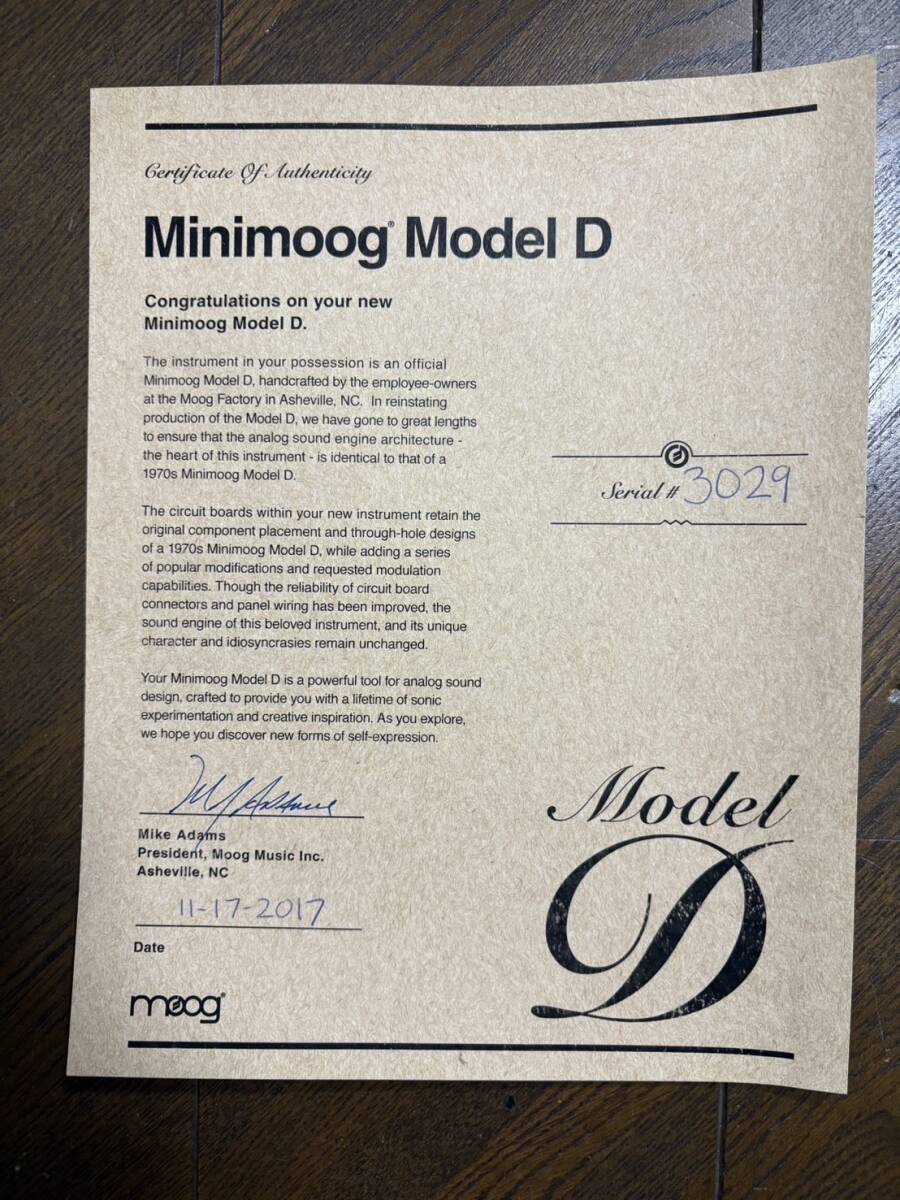 Certificate Of Authenticity
Minimoog® Model D
Congratulations on your new
Minimoog Model D.
The instrument in your possession is an official
Minimoog Model D, handcrafted by the employee-owners
at the Moog Factory in Asheville, NC. In reinstating
production of the Model D, we have gone to great lengths
to ensure that the analog sound engine architecture -
the heart of this instrument - is identical to that of a
1970s Minimoog Model D.
Serial # 3029
The circuit boards within your new instrument retain the
original component placement and through-hole designs
of a 1970s Minimoog Model D, while adding a series
of popular modifications and requested modulation
capabilities. Though the reliability of circuit board
connectors and panel wiring has been improved, the
sound engine of this beloved instrument, and its unique
character and idiosyncrasies remain unchanged.
Your Minimoog Model D is a powerful tool for analog sound
design, crafted to provide you with a lifetime of sonic
experimentation and creative inspiration. As you explore,
we hope you discover new forms of self-expression.
Mike Adams
President, Moog Music Inc.
Asheville, NC
11-17-2017
Date
moog®
Model
D